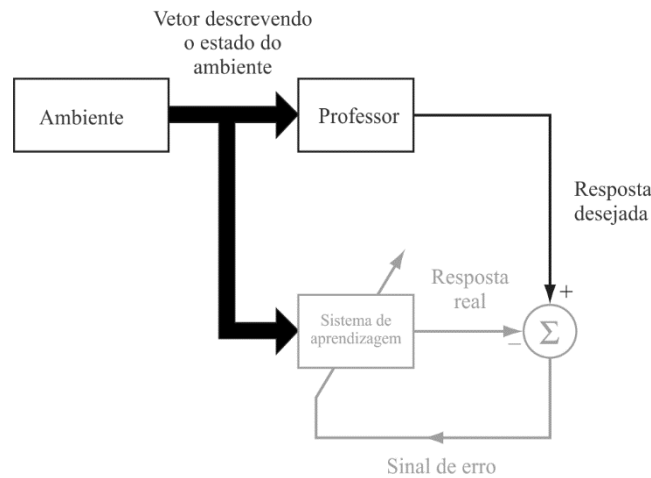 Vetor descrevendo
o estado do
ambiente
Ambiente
Professor
Resposta
desejada
Resposta
real
+
Sistema de
aprendizagem
−
Σ
Sinal de erro